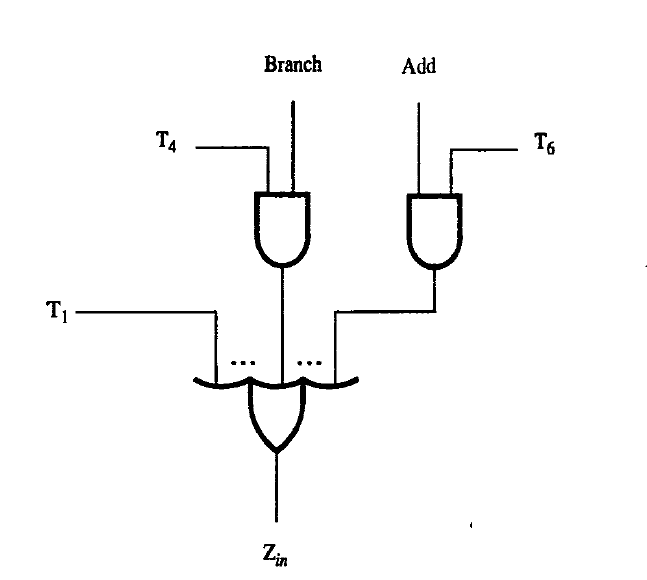 Branch Add
T₄ T₆
T₁
... ...
Zᵢₙ